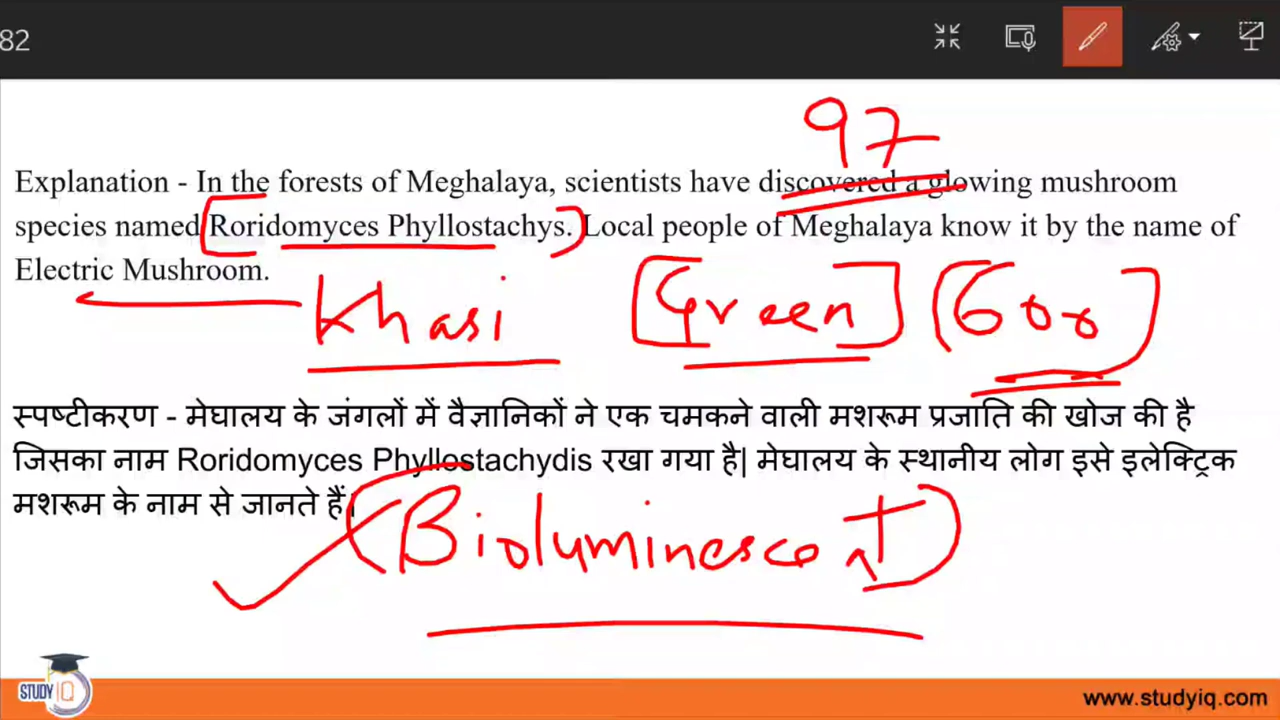 82
97
Explanation - In the forests of Meghalaya, scientists have discovered a glowing mushroom
species named Roridomyces Phyllostachys. Local people of Meghalaya know it by the name of
Electric Mushroom.
Khasi [Green] (600)
स्पष्टीकरण - मेघालय के जंगलों में वैज्ञानिकों ने एक चमकने वाली मशरूम प्रजाति की खोज की है
जिसका नाम Roridomyces Phyllostachydis रखा गया है| मेघालय के स्थानीय लोग इसे इलेक्ट्रिक
मशरूम के नाम से जानते हैं।
(Bioluminescent)
STUDY IQ
www.studyiq.com